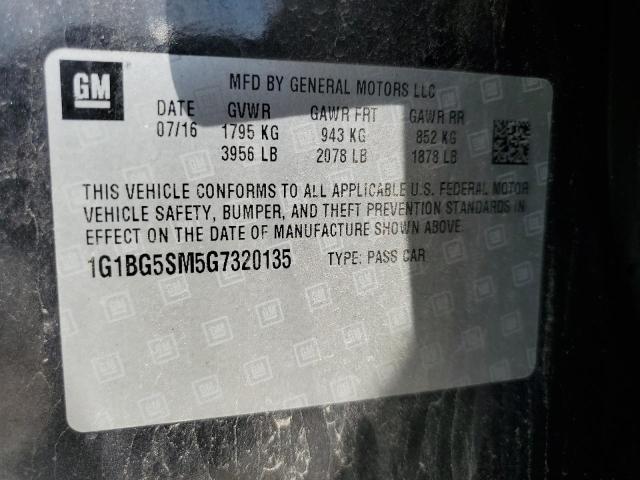 GM
MFD BY GENERAL MOTORS LLC
DATE GVWR GAWR FRT GAWR RR
07/16 1795 KG 943 KG 852 KG
3956 LB 2078 LB 1878 LB
THIS VEHICLE CONFORMS TO ALL APPLICABLE U.S. FEDERAL MOTOR
VEHICLE SAFETY, BUMPER, AND THEFT PREVENTION STANDARDS IN
EFFECT ON THE DATE OF MANUFACTURE SHOWN ABOVE.
1G1BG5SM5G7320135 TYPE: PASS CAR